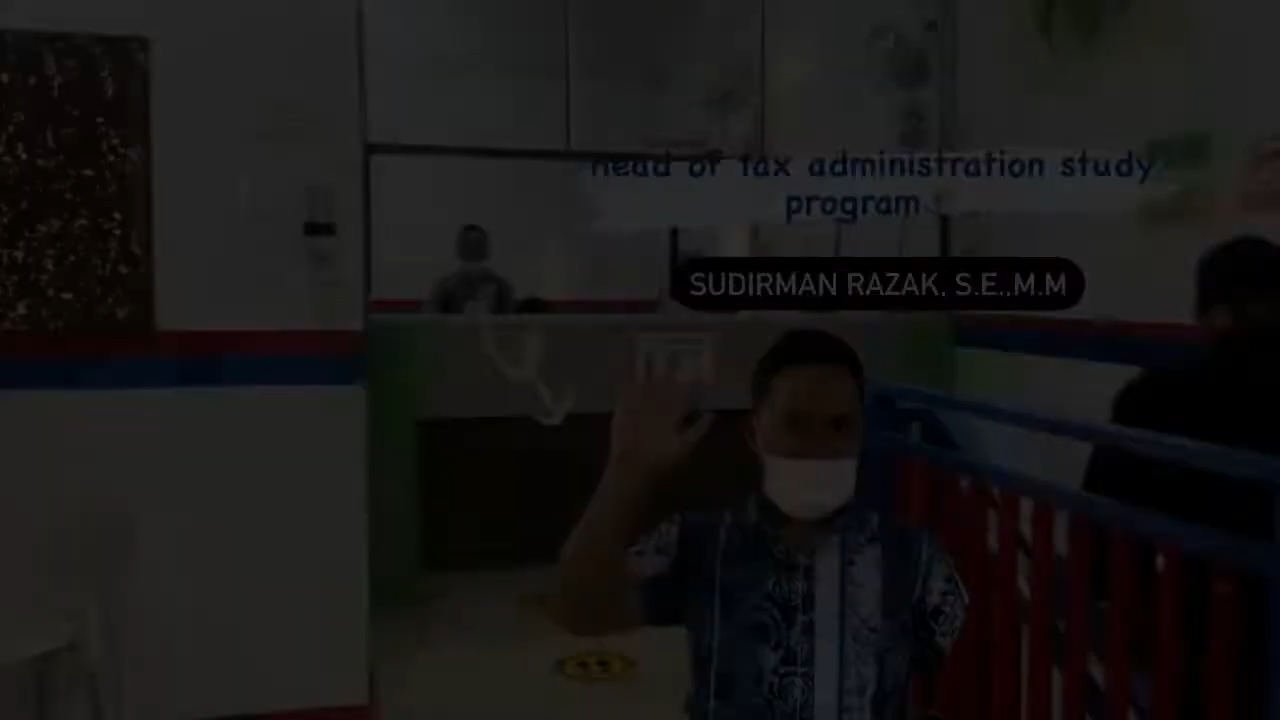 Head of tax administration study
program
SUDIRMAN RAZAK, S.E.,M.M